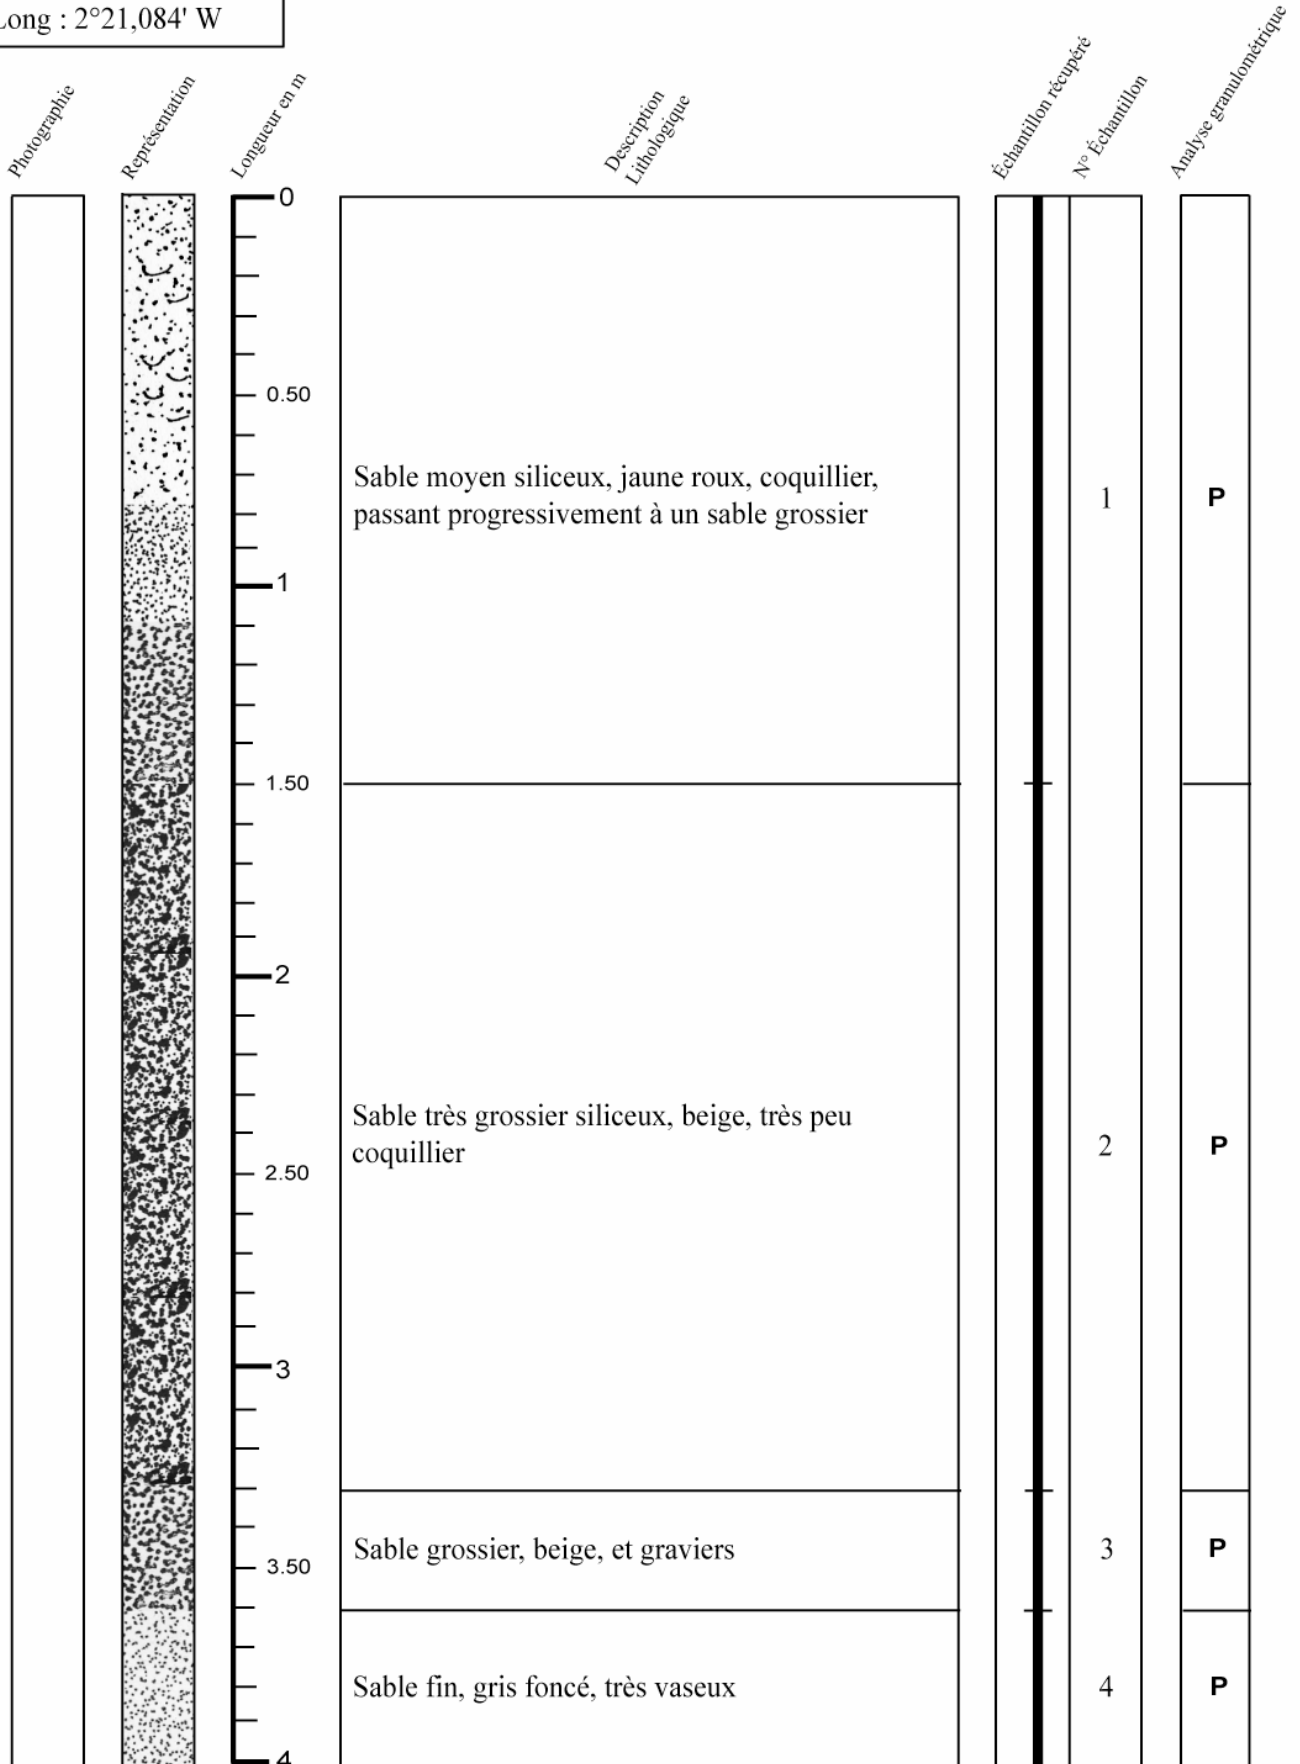 Long : 2°21,084' W
Photographie
Représentation
Longueur en m
Description
Lithologique
Échantillon récupéré
N° Échantillon
Analyse granulométrique
0
0.50
Sable moyen siliceux, jaune roux, coquillier,
passant progressivement à un sable grossier
1
P
1
1.50
2
Sable très grossier siliceux, beige, très peu
coquillier
2
P
2.50
3
Sable grossier, beige, et graviers
3
P
3.50
Sable fin, gris foncé, très vaseux
4
P
4